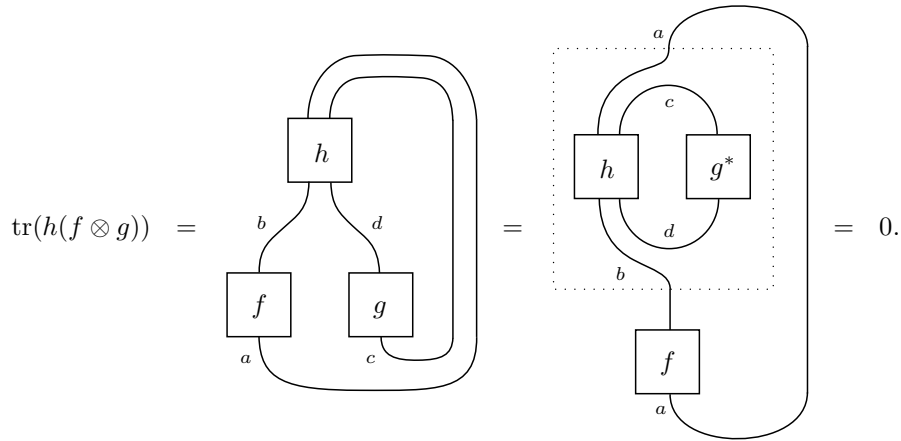 a
c
h
h
g*
b
d
tr(h(f ⊗ g)) = = = 0.
d
b
f
g
a
c
f
a